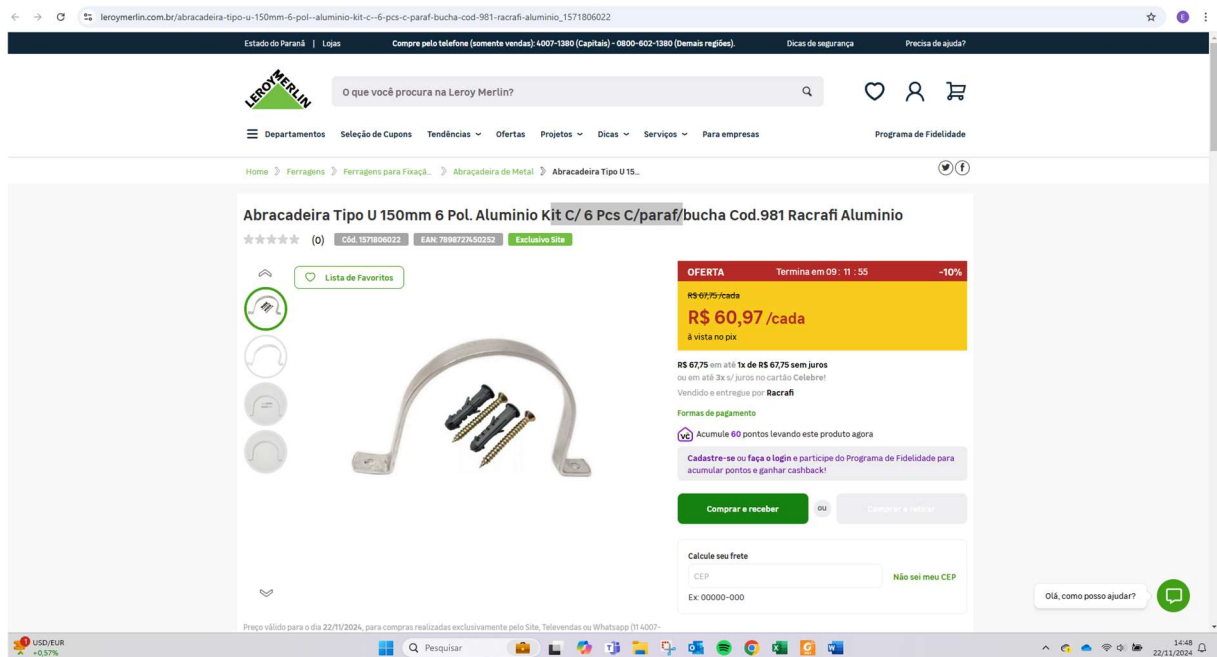 leroymerlin.com.br/abracadeira-tipo-u-150mm-6-pol--aluminio-kit-c--6-pcs-c-paraf-bucha-cod-981-racrafi-aluminio_1571806022
E
Estado do Paraná | Lojas Compre pelo telefone (somente vendas): 4007-1380 (Capitais) - 0800-602-1380 (Demais regiões). Dicas de segurança Precisa de ajuda?
LEROY MERLIN
O que você procura na Leroy Merlin?
Departamentos Seleção de Cupons Tendências Ofertas Projetos Dicas Serviços Para empresas Programa de Fidelidade
Home Ferragens Ferragens para Fixaçã... Abraçadeira de Metal Abracadeira Tipo U 15...
Abracadeira Tipo U 150mm 6 Pol. Aluminio Kit C/ 6 Pcs C/paraf/bucha Cod.981 Racrafi Aluminio
(0) Cód. 1571806022 EAN: 7898727450252 Exclusivo Site
Lista de Favoritos
OFERTA Termina em 09 : 11 : 55 -10%
R$ 67,75 /cada
R$ 60,97 /cada
à vista no pix
R$ 67,75 em até 1x de R$ 67,75 sem juros
ou em até 3x s/ juros no cartão Celebre!
Vendido e entregue por Racrafi
Formas de pagamento
vc Acumule 60 pontos levando este produto agora
Cadastre-se ou faça o login e participe do Programa de Fidelidade para
acumular pontos e ganhar cashback!
Comprar e receber ou Comprar e retirar
Calcule seu frete
CEP Não sei meu CEP
Ex: 00000-000
Olá, como posso ajudar?
Preço válido para o dia 22/11/2024, para compras realizadas exclusivamente pelo Site, Televendas ou Whatsapp (11 4007-
USD/EUR
+0,57%
Pesquisar
14:48
22/11/2024